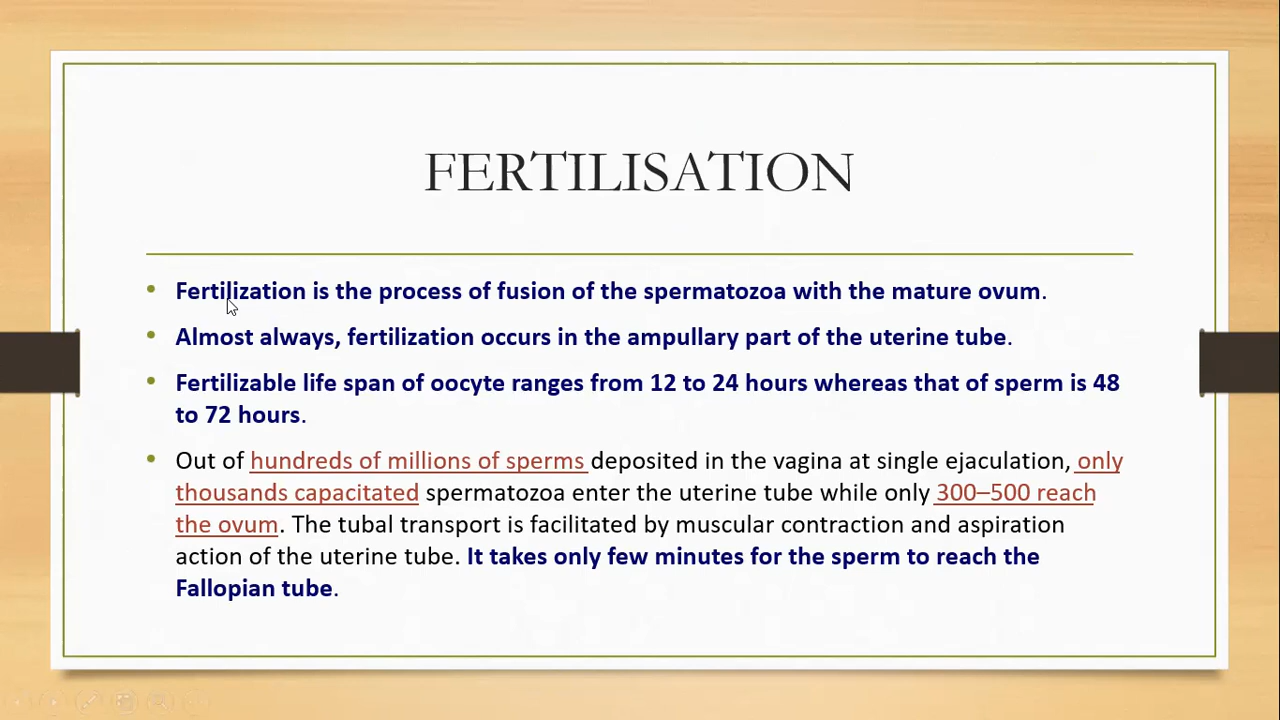 FERTILISATION
• Fertilization is the process of fusion of the spermatozoa with the mature ovum.
• Almost always, fertilization occurs in the ampullary part of the uterine tube.
• Fertilizable life span of oocyte ranges from 12 to 24 hours whereas that of sperm is 48
to 72 hours.
• Out of hundreds of millions of sperms deposited in the vagina at single ejaculation, only
thousands capacitated spermatozoa enter the uterine tube while only 300–500 reach
the ovum. The tubal transport is facilitated by muscular contraction and aspiration
action of the uterine tube. It takes only few minutes for the sperm to reach the
Fallopian tube.